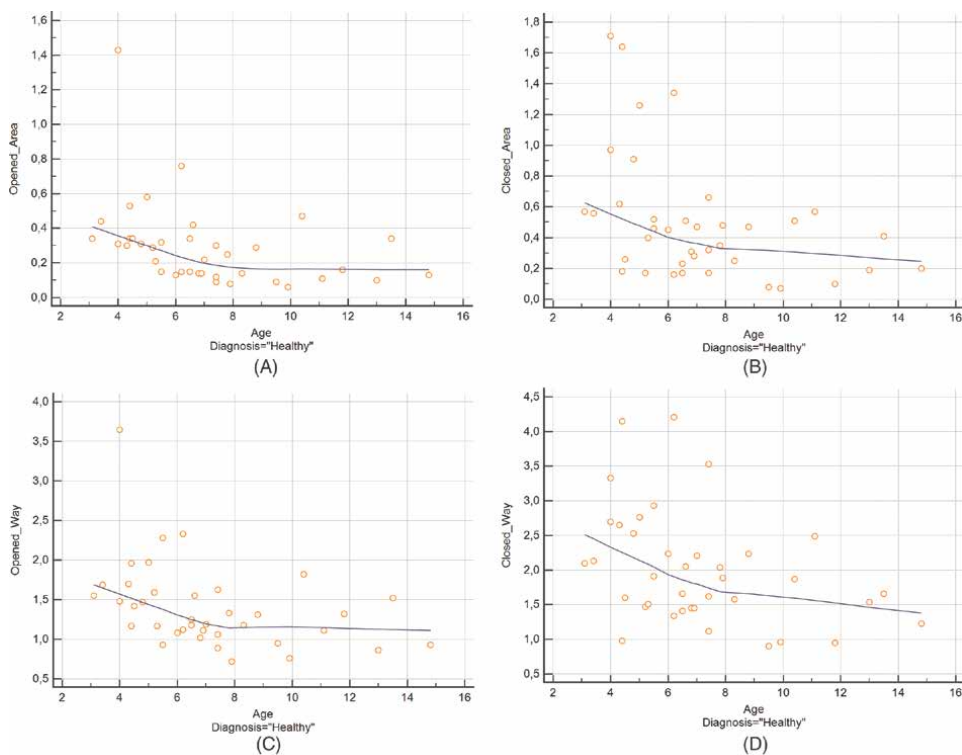 1,6
1,4
1,2
1,0
0,8
0,6
0,4
0,2
0,0
Opened_Area
2 4 6 8 10 12 14 16
Age
Diagnosis="Healthy"
(A)
1,8
1,6
1,4
1,2
1,0
0,8
0,6
0,4
0,2
0,0
Closed_Area
2 4 6 8 10 12 14 16
Age
Diagnosis="Healthy"
(B)
4,0
3,5
3,0
2,5
2,0
1,5
1,0
0,5
Opened_Way
2 4 6 8 10 12 14 16
Age
Diagnosis="Healthy"
(C)
4,5
4,0
3,5
3,0
2,5
2,0
1,5
1,0
0,5
Closed_Way
2 4 6 8 10 12 14 16
Age
Diagnosis="Healthy"
(D)